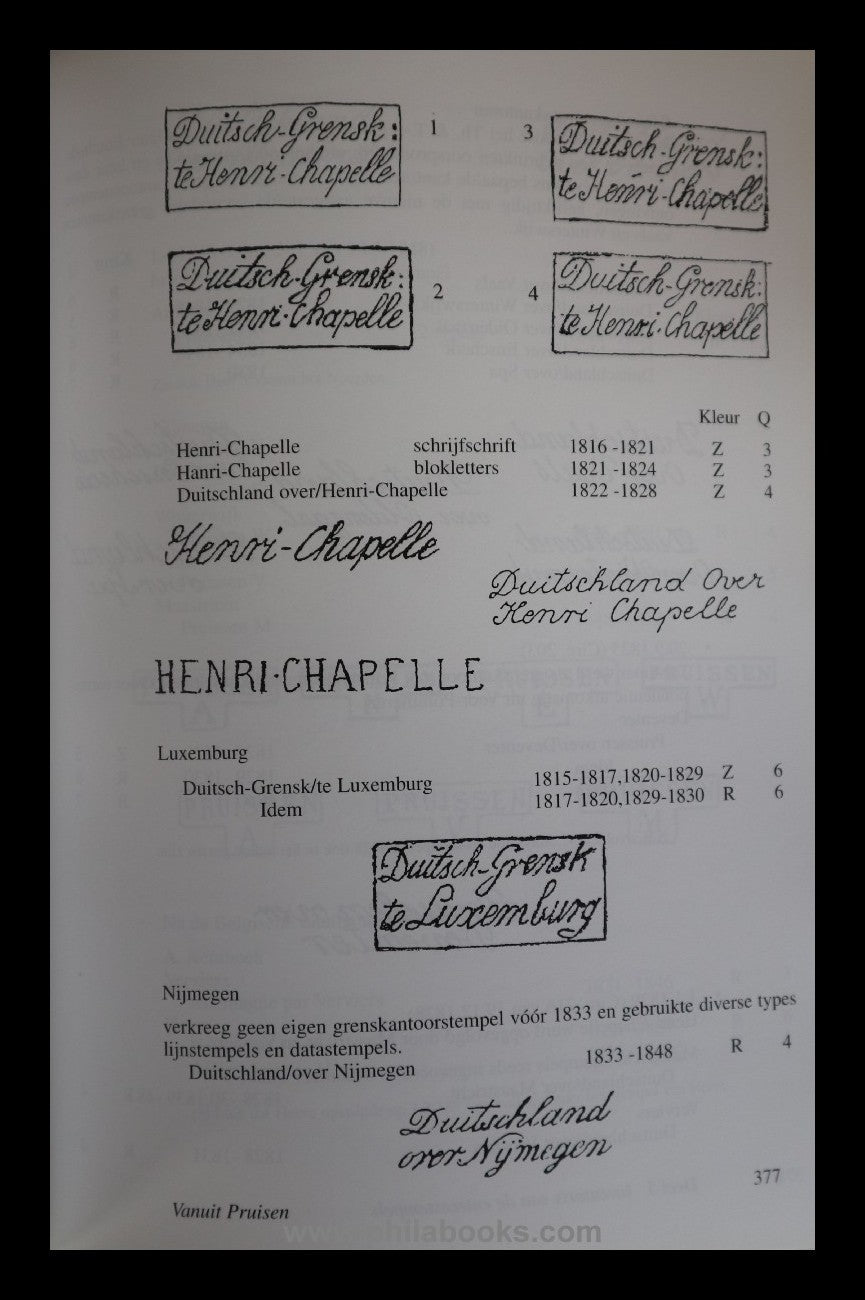 Duitsch-Grensk:
te Henri-Chapelle
1
3
Duitsch-Grensk:
te Henri-Chapelle
Duitsch-Grensk:
te Henri-Chapelle
2
4
Duitsch-Grensk:
te Henri-Chapelle
Kleur Q
Henri-Chapelle schrijfschrift 1816 -1821 Z 3
Hanri-Chapelle blokletters 1821 -1824 Z 3
Duitschland over/Henri-Chapelle 1822 -1828 Z 4
Henri-Chapelle
Duitschland Over
Henri Chapelle
HENRI-CHAPELLE
Luxemburg
Duitsch-Grensk/te Luxemburg 1815-1817,1820-1829 Z 6
Idem 1817-1820,1829-1830 R 6
Duitsch-Grensk
te Luxemburg
Nijmegen
verkreeg geen eigen grenskantoorstempel vóór 1833 en gebruikte diverse types
lijnstempels en datastempels.
Duitschland/over Nijmegen 1833 -1848 R 4
Duitschland
over Nijmegen
377
Vanuit Pruisen
www.philabooks.com